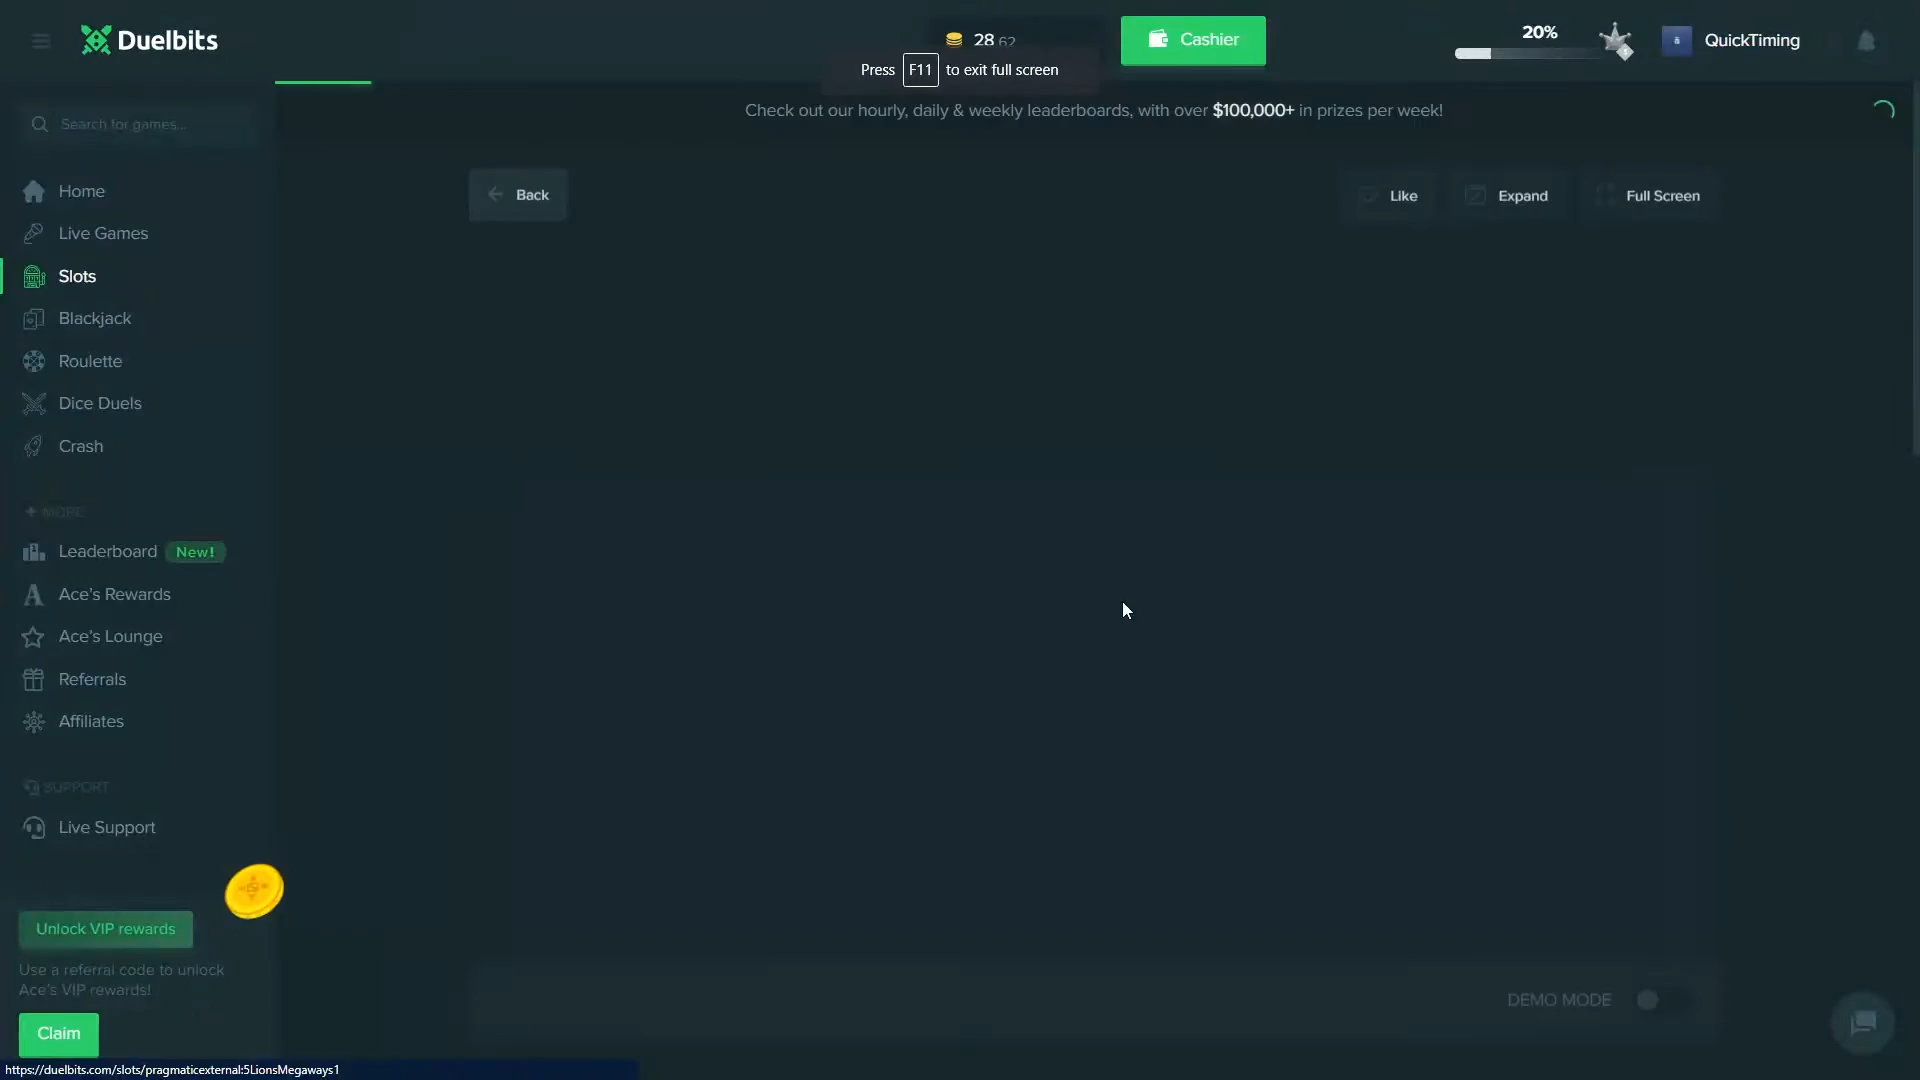 Duelbits
28 62
Cashier
20%
QuickTiming
Press F11 to exit full screen
Check out our hourly, daily & weekly leaderboards, with over $100,000+ in prizes per week!
Search for games...
Back
Like
Expand
Full Screen
Home
Live Games
Slots
Blackjack
Roulette
Dice Duels
Crash
MORE
Leaderboard New!
Ace's Rewards
Ace's Lounge
Referrals
Affiliates
SUPPORT
Live Support
Unlock VIP rewards
Use a referral code to unlock
Ace's VIP rewards!
Claim
DEMO MODE
https://duelbits.com/slots/pragmaticexternal:5LionsMegaways1